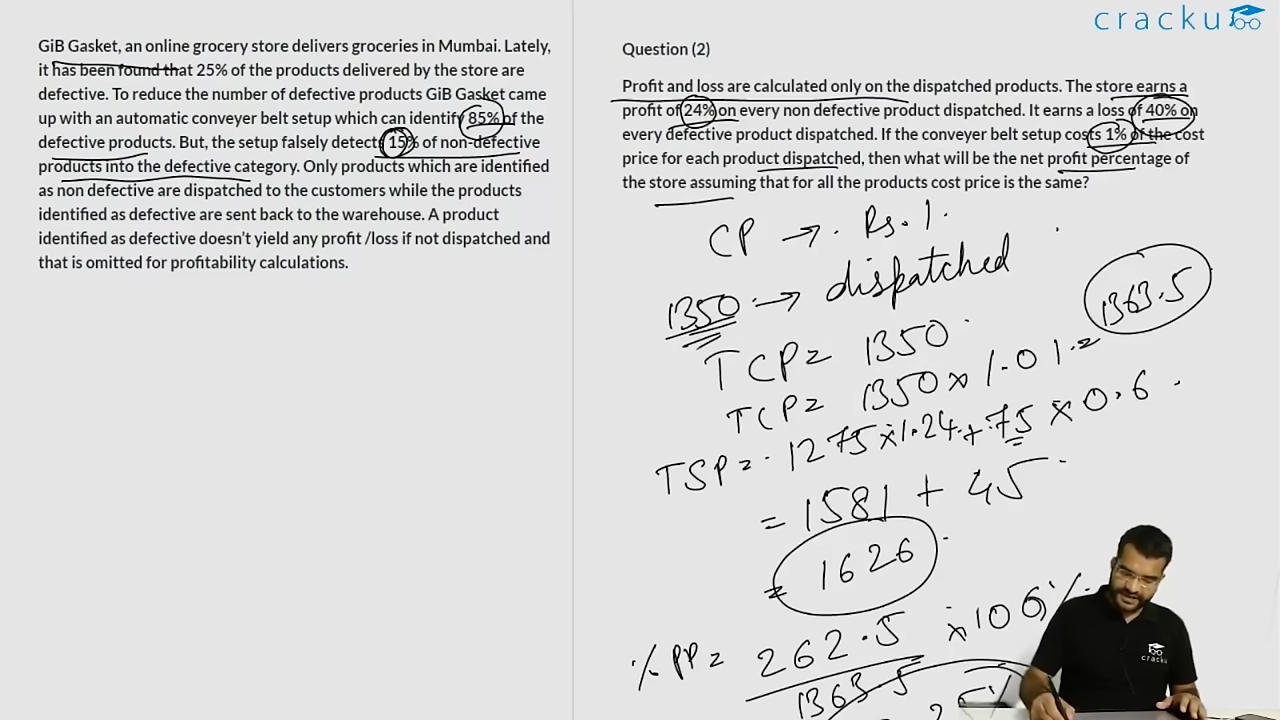 cracku
GiB Gasket, an online grocery store delivers groceries in Mumbai. Lately,
it has been found that 25% of the products delivered by the store are
defective. To reduce the number of defective products GiB Gasket came
up with an automatic conveyer belt setup which can identify 85% of the
defective products. But, the setup falsely detects 15% of non-defective
products into the defective category. Only products which are identified
as non defective are dispatched to the customers while the products
identified as defective are sent back to the warehouse. A product
identified as defective doesn't yield any profit /loss if not dispatched and
that is omitted for profitability calculations.
Question (2)
Profit and loss are calculated only on the dispatched products. The store earns a
profit of 24% on every non defective product dispatched. It earns a loss of 40% on
every defective product dispatched. If the conveyer belt setup costs 1% of the cost
price for each product dispatched, then what will be the net profit percentage of
the store assuming that for all the products cost price is the same?
CP → Rs. 1.
1350 → dispatched
TCP = 1350
TCP = 1350 × 1.01 = 1363.5
TSP = 1275 × 1.24 + 75 × 0.6
= 1581 + 45
= 1626
% PP = 262.5 × 100%
1363.5
cracku